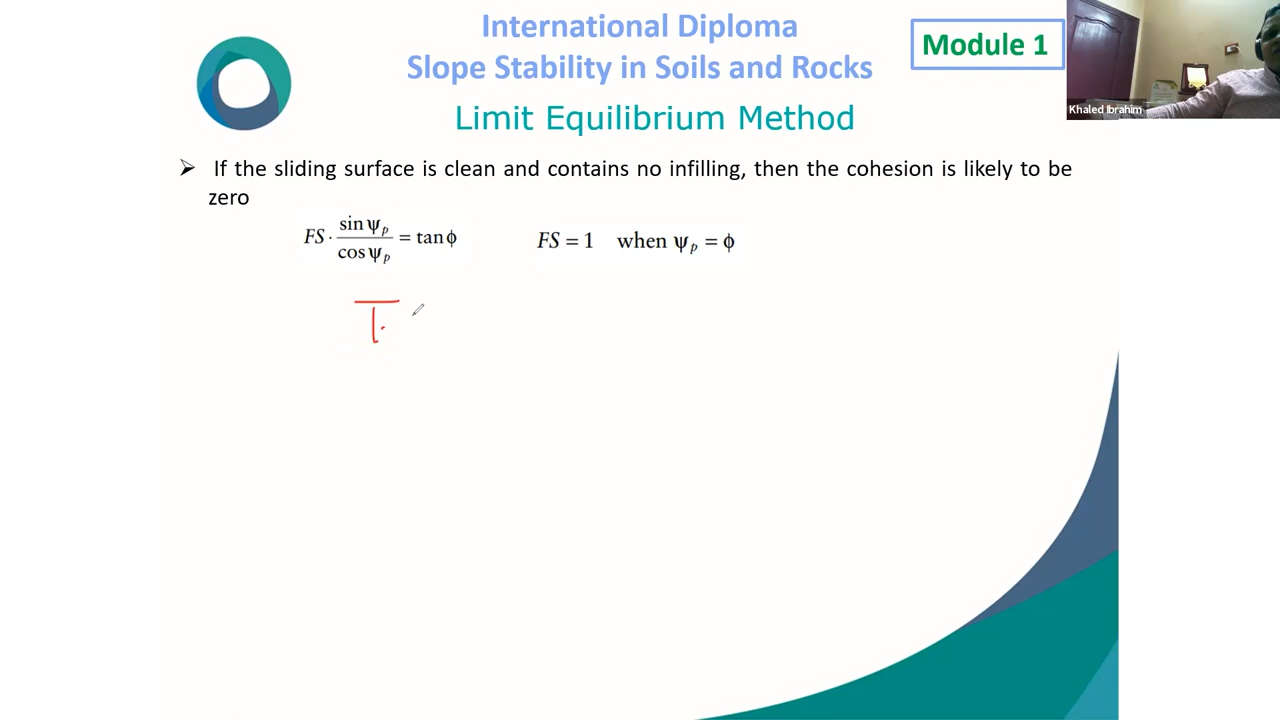 International Diploma
Slope Stability in Soils and Rocks
Module 1
Khaled Ibrahim
Limit Equilibrium Method
➢ If the sliding surface is clean and contains no infilling, then the cohesion is likely to be
zero
FS · sin ψp / cos ψp = tan ϕ
FS = 1 when ψp = ϕ